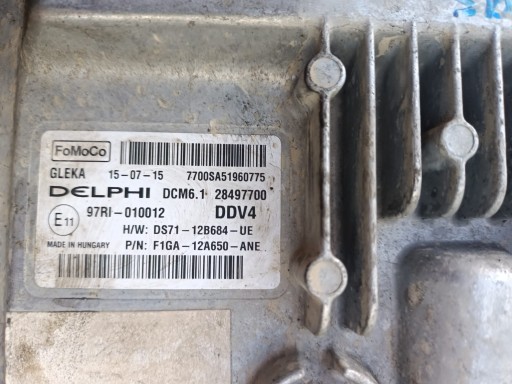 FoMoCo
GLEKA 15-07-15 7700SA51960775
DELPHI DCM6.1 28497700
E11 97RI-010012 DDV4
H/W: DS71-12B684-UE
MADE IN HUNGARY P/N: F1GA-12A650-ANE